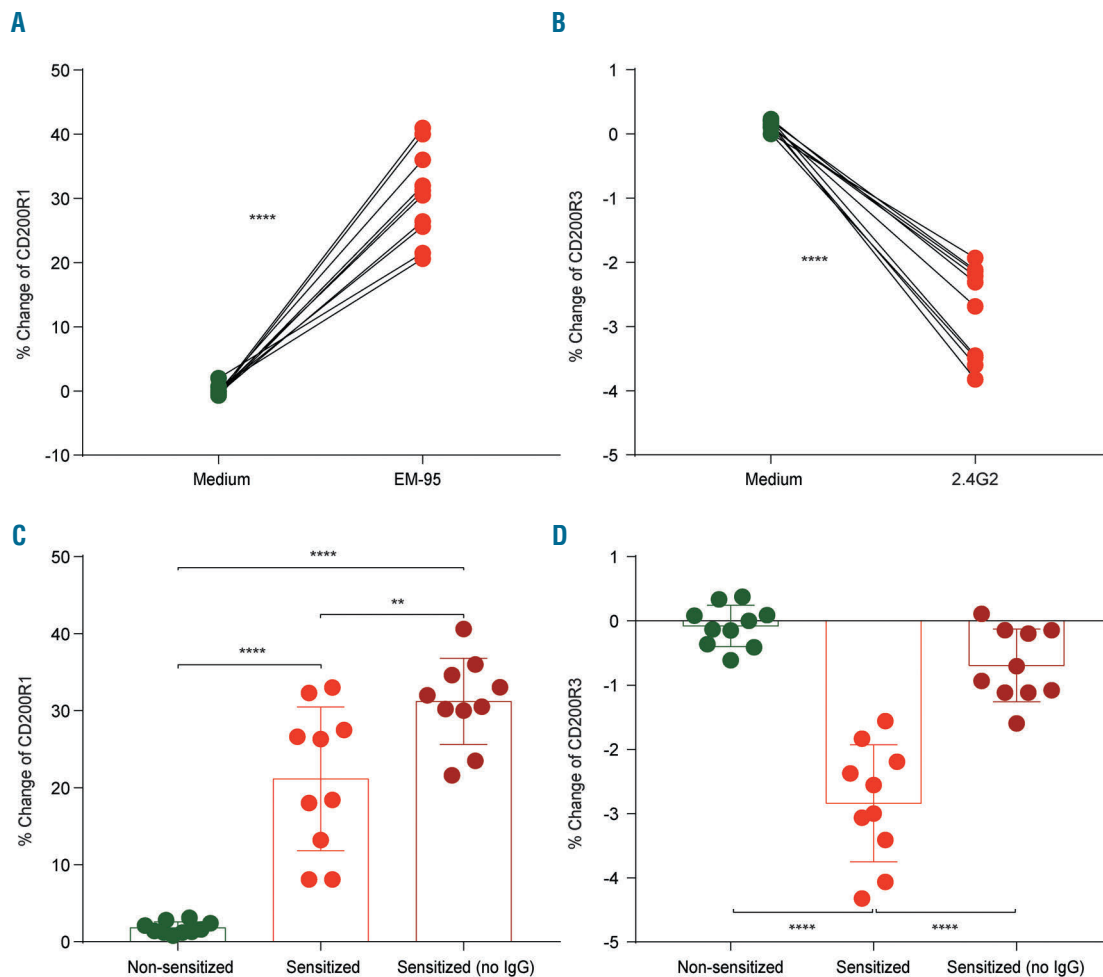 A
B
50
40
30
20
10
0
-10
% Change of CD200R1
****
Medium
EM-95
1
0
-1
-2
-3
-4
-5
% Change of CD200R3
****
Medium
2.4G2
C
D
50
40
30
20
10
0
% Change of CD200R1
****
**
****
Non-sensitized
Sensitized
Sensitized (no IgG)
1
0
-1
-2
-3
-4
-5
% Change of CD200R3
****
****
Non-sensitized
Sensitized
Sensitized (no IgG)